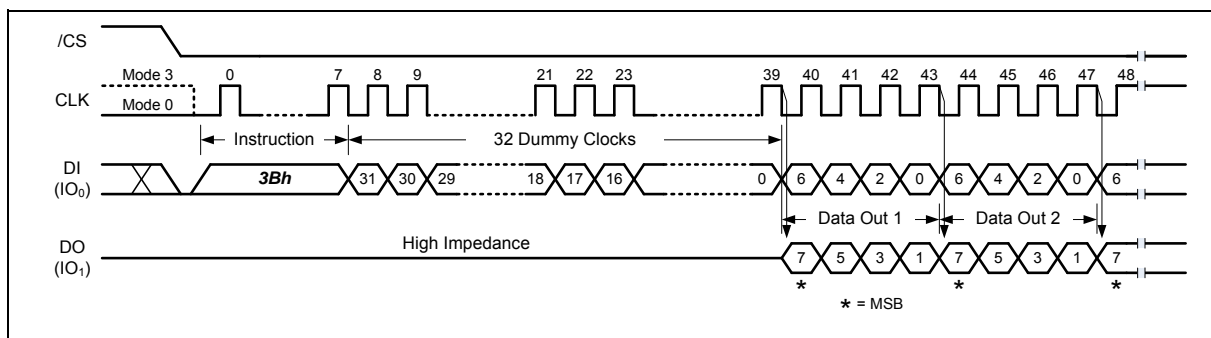 /CS
Mode 3 0 7 8 9 21 22 23 39 40 41 42 43 44 45 46 47 48
CLK Mode 0
Instruction 32 Dummy Clocks
DI
(IO0) 3Bh 31 30 29 18 17 16 0 6 4 2 0 6 4 2 0 6
Data Out 1 Data Out 2
High Impedance
DO
(IO1) 7 5 3 1 7 5 3 1 7
* * *
* = MSB